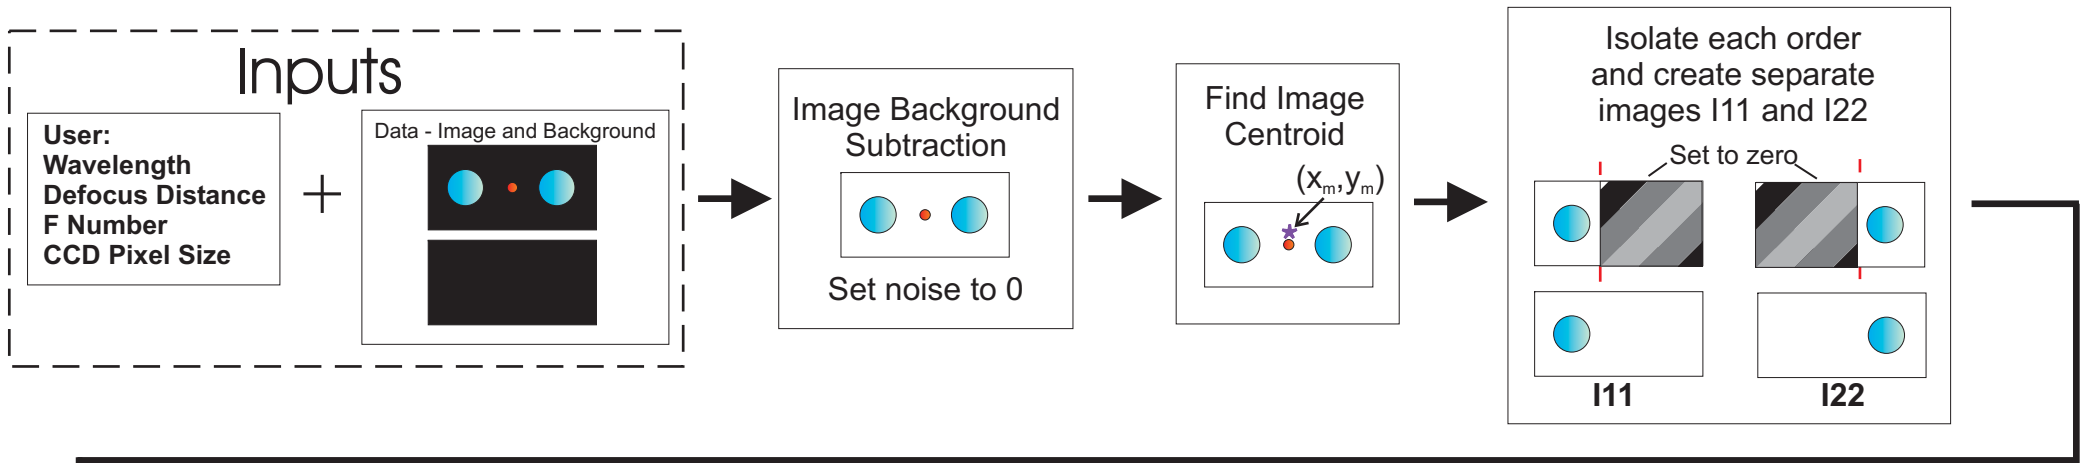 Inputs
User:
Wavelength
Defocus Distance
F Number
CCD Pixel Size
+
Data - Image and Background
Image Background
Subtraction
Set noise to 0
Find Image
Centroid
(xₘ,yₘ)
Isolate each order
and create separate
images I11 and I22
Set to zero
I11
I22